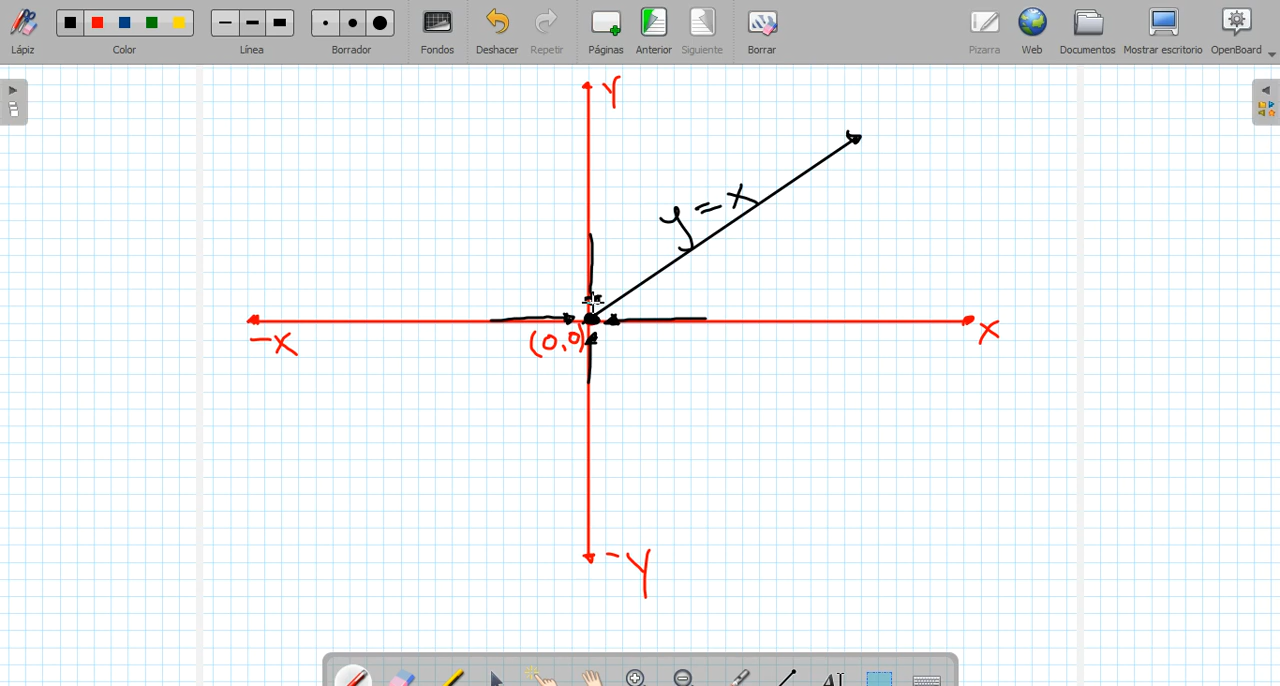 Lápiz Color Línea Borrador Fondos Deshacer Repetir Páginas Anterior Siguiente Borrar Pizarra Web Documentos Mostrar escritorio OpenBoard
Y
y = x
-X (0,0) X
-Y